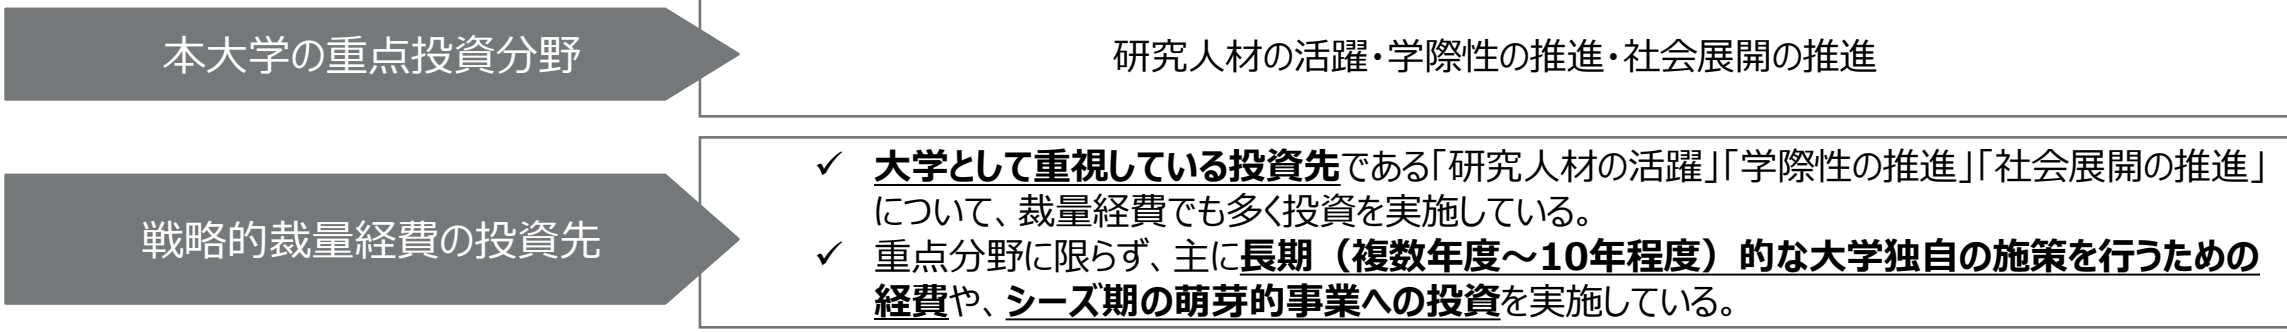 本大学の重点投資分野
研究人材の活躍・学際性の推進・社会展開の推進
戦略的裁量経費の投資先
✓ 大学として重視している投資先である「研究人材の活躍」「学際性の推進」「社会展開の推進」
について、裁量経費でも多く投資を実施している。
✓ 重点分野に限らず、主に長期（複数年度～10年程度）的な大学独自の施策を行うための
経費や、シーズ期の萌芽的事業への投資を実施している。